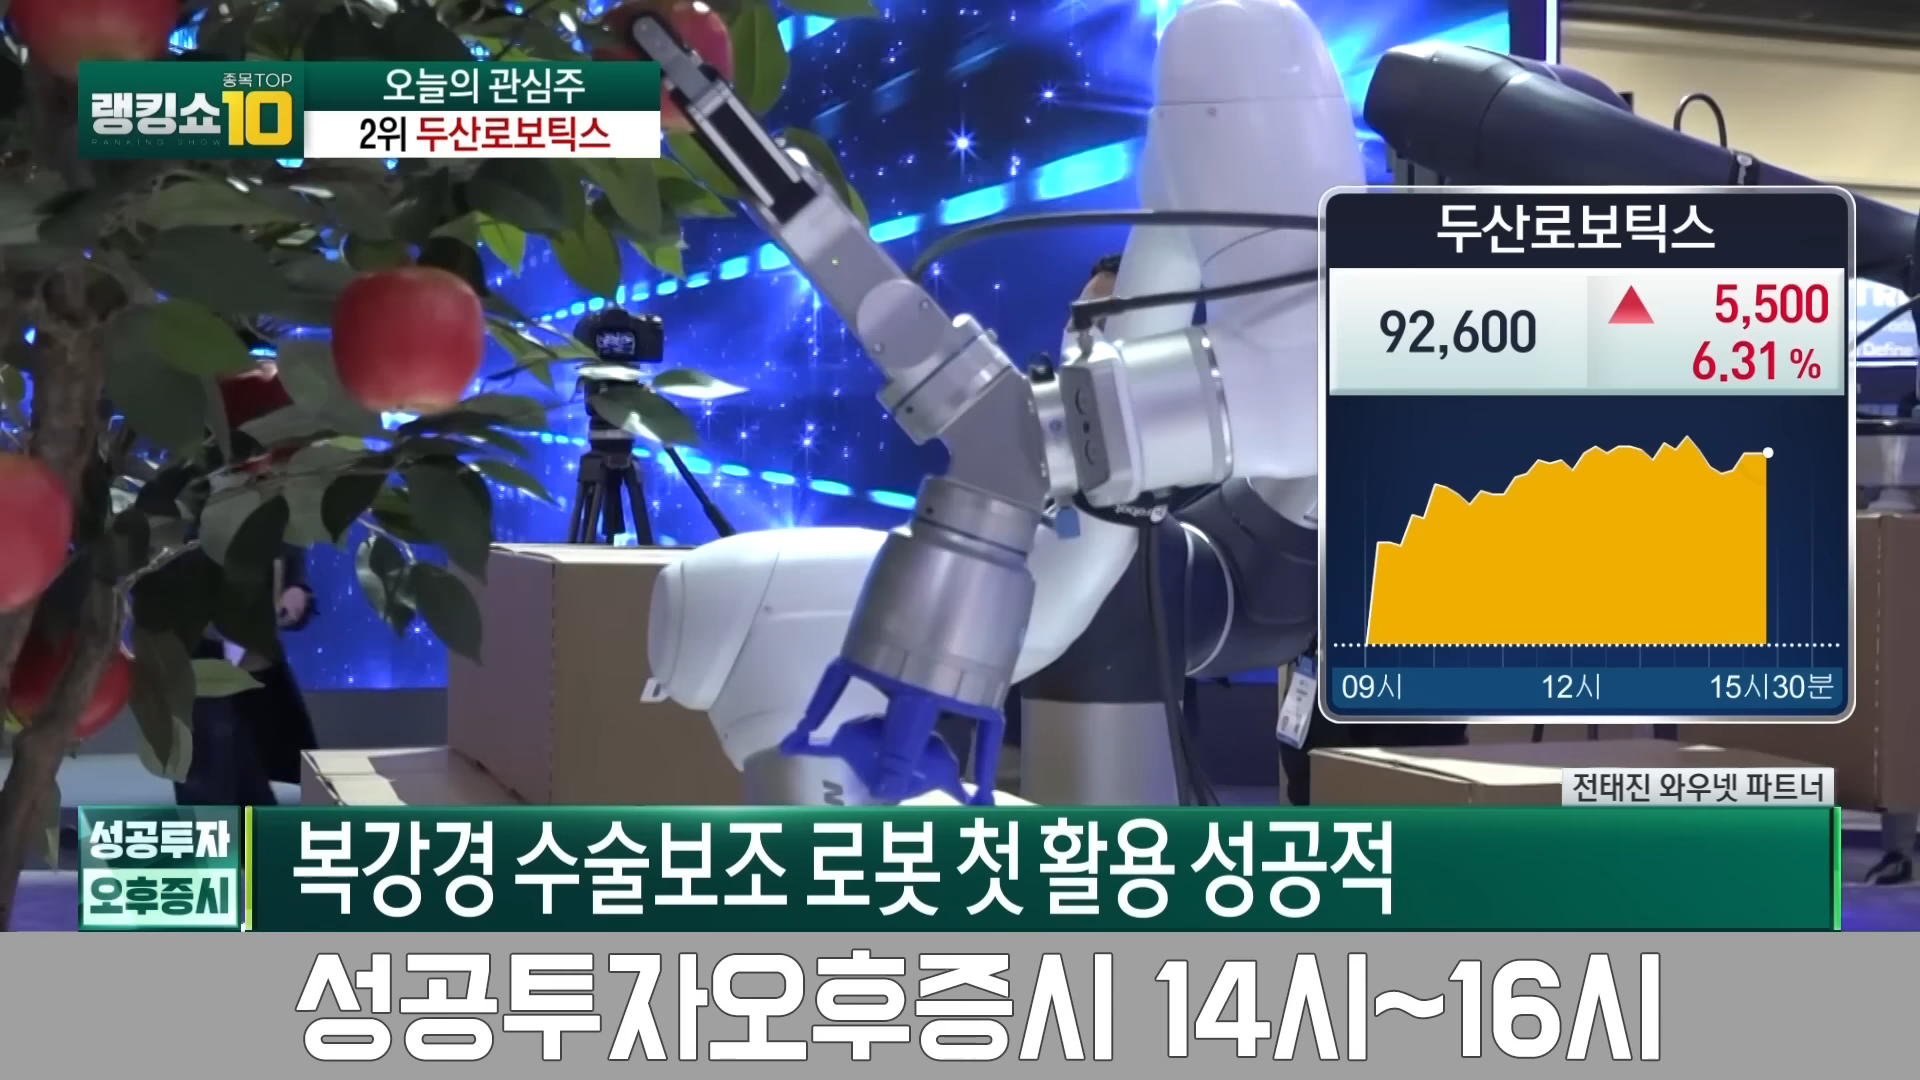 종목TOP
랭킹쇼10
RANKING SHOW
오늘의 관심주
2위 두산로보틱스
두산로보틱스
92,600
▲ 5,500
6.31 %
09시 12시 15시30분
전태진 와우넷 파트너
성공투자
오후증시
복강경 수술보조 로봇 첫 활용 성공적
성공투자오후증시 14시~16시